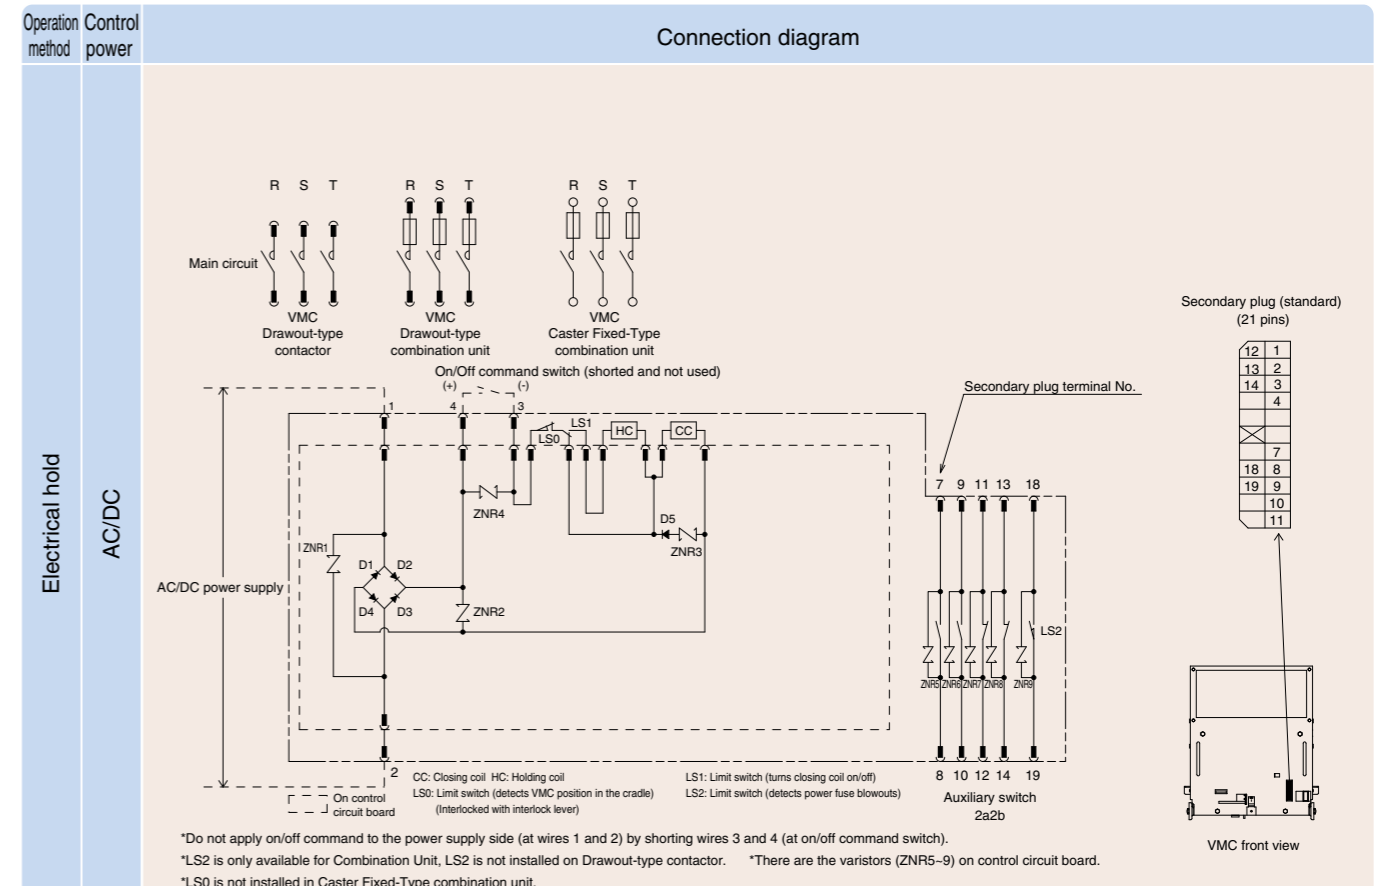 Operation method
Control power
Connection diagram
Electrical hold
AC/DC
R S T
R S T
R S T
Main circuit
VMC
Drawout-type
contactor
VMC
Drawout-type
combination unit
VMC
Caster Fixed-Type
combination unit
On/Off command switch (shorted and not used)
(+) (-)
1 4 3
LS0 LS1 HC CC
ZNR4
D5
ZNR3
ZNR1
D1 D2
D4 D3
ZNR2
AC/DC power supply
2
Secondary plug terminal No.
7 9 11 13 18
LS2
ZNR5 ZNR6 ZNR7 ZNR8 ZNR9
8 10 12 14 19
Auxiliary switch
2a2b
Secondary plug (standard)
(21 pins)
12 1
13 2
14 3
4
7
18 8
19 9
10
11
VMC front view
CC: Closing coil HC: Holding coil
LS0: Limit switch (detects VMC position in the cradle)
(Interlocked with interlock lever)
LS1: Limit switch (turns closing coil on/off)
LS2: Limit switch (detects power fuse blowouts)
On control
circuit board
*Do not apply on/off command to the power supply side (at wires 1 and 2) by shorting wires 3 and 4 (at on/off command switch).
*LS2 is only available for Combination Unit, LS2 is not installed on Drawout-type contactor. *There are the varistors (ZNR5~9) on control circuit board.
*LS0 is not installed in Caster Fixed-Type combination unit.